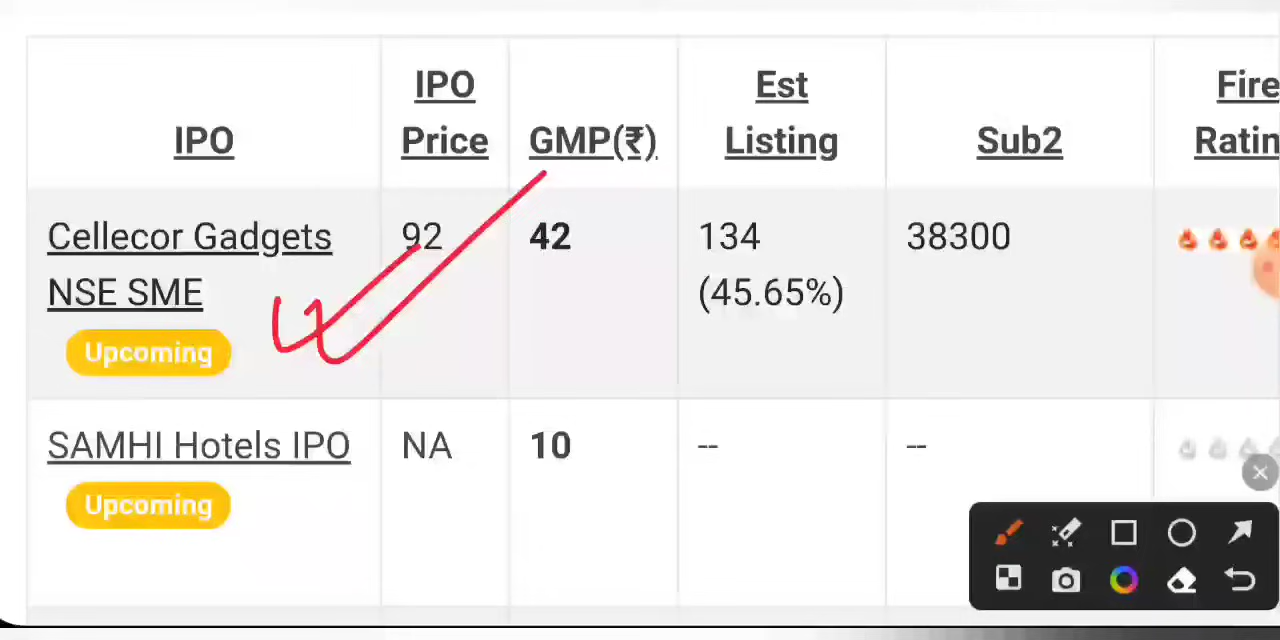 IPO
IPO Price
GMP(₹)
Est Listing
Sub2
Fire
Cellecor Gadgets NSE SME
Upcoming
92
42
134 (45.65%)
38300
SAMHI Hotels IPO
Upcoming
NA
10
--
--